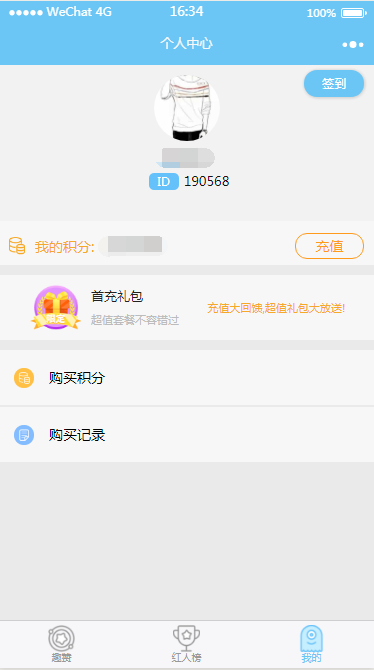 WeChat 4G 16:34 100%
个人中心
签到
ID 190568
我的积分: 充值
首充礼包
超值套餐不容错过
充值大回馈,超值礼包大放送!
购买积分
购买记录
趣赞 红人榜 我的